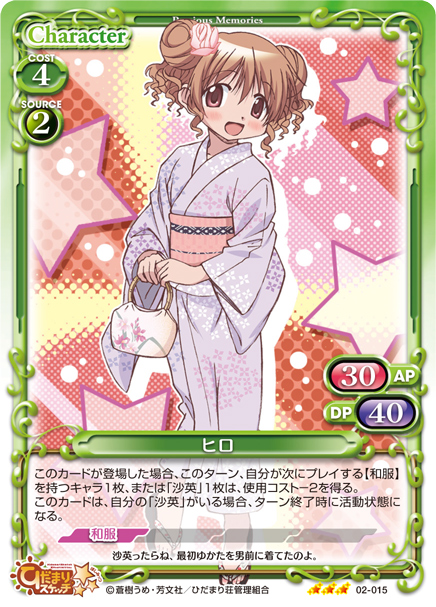 Precious Memories
Character
COST
4
SOURCE
2
30 AP
DP 40
ヒロ
このカードが登場した場合、このターン、自分が次にプレイする【和服】
を持つキャラ1枚、または「沙英」1枚は、使用コスト－2を得る。
このカードは、自分の「沙英」がいる場合、ターン終了時に活動状態に
なる。
和服
沙英ったらね、最初ゆかたを男前に着てたのよ。
ひだまりスケッチ
©蒼樹うめ・芳文社／ひだまり荘管理組合
★★★ 02-015